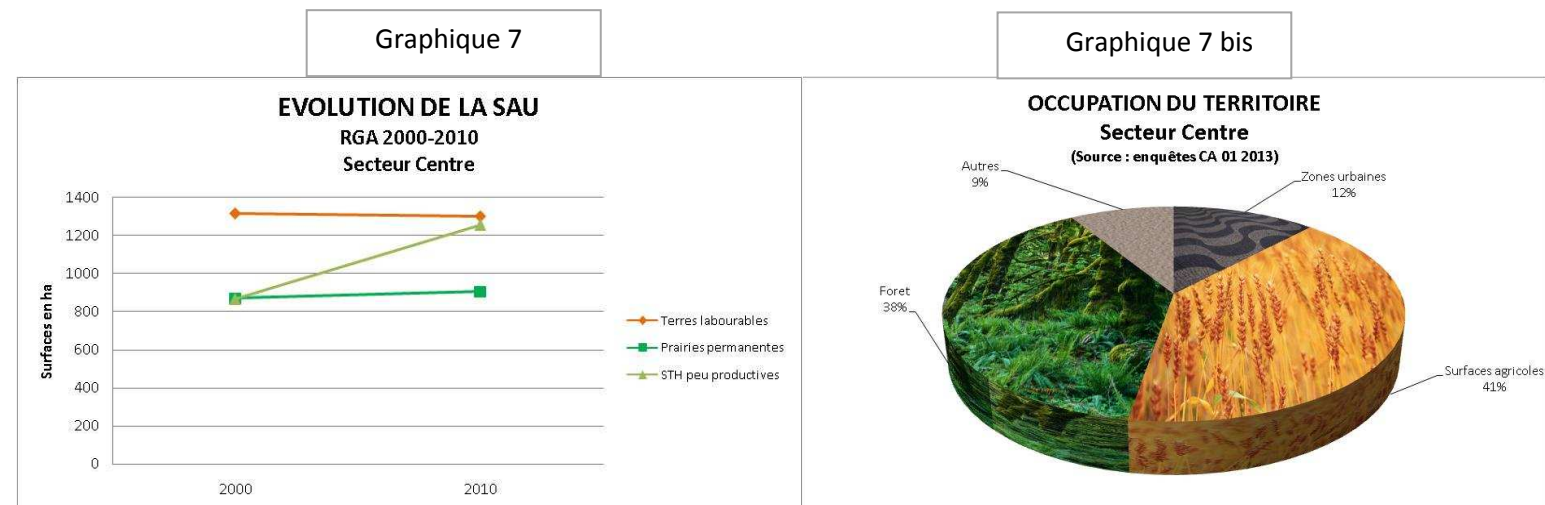 Graphique 7
EVOLUTION DE LA SAU
RGA 2000-2010
Secteur Centre
Surfaces en ha
1400
1200
1000
800
600
400
200
0
2000
2010
Terres labourables
Prairies permanentes
STH peu productives
Graphique 7 bis
OCCUPATION DU TERRITOIRE
Secteur Centre
(Source : enquêtes CA 01 2013)
Autres
9%
Zones urbaines
12%
Foret
38%
Surfaces agricoles
41%